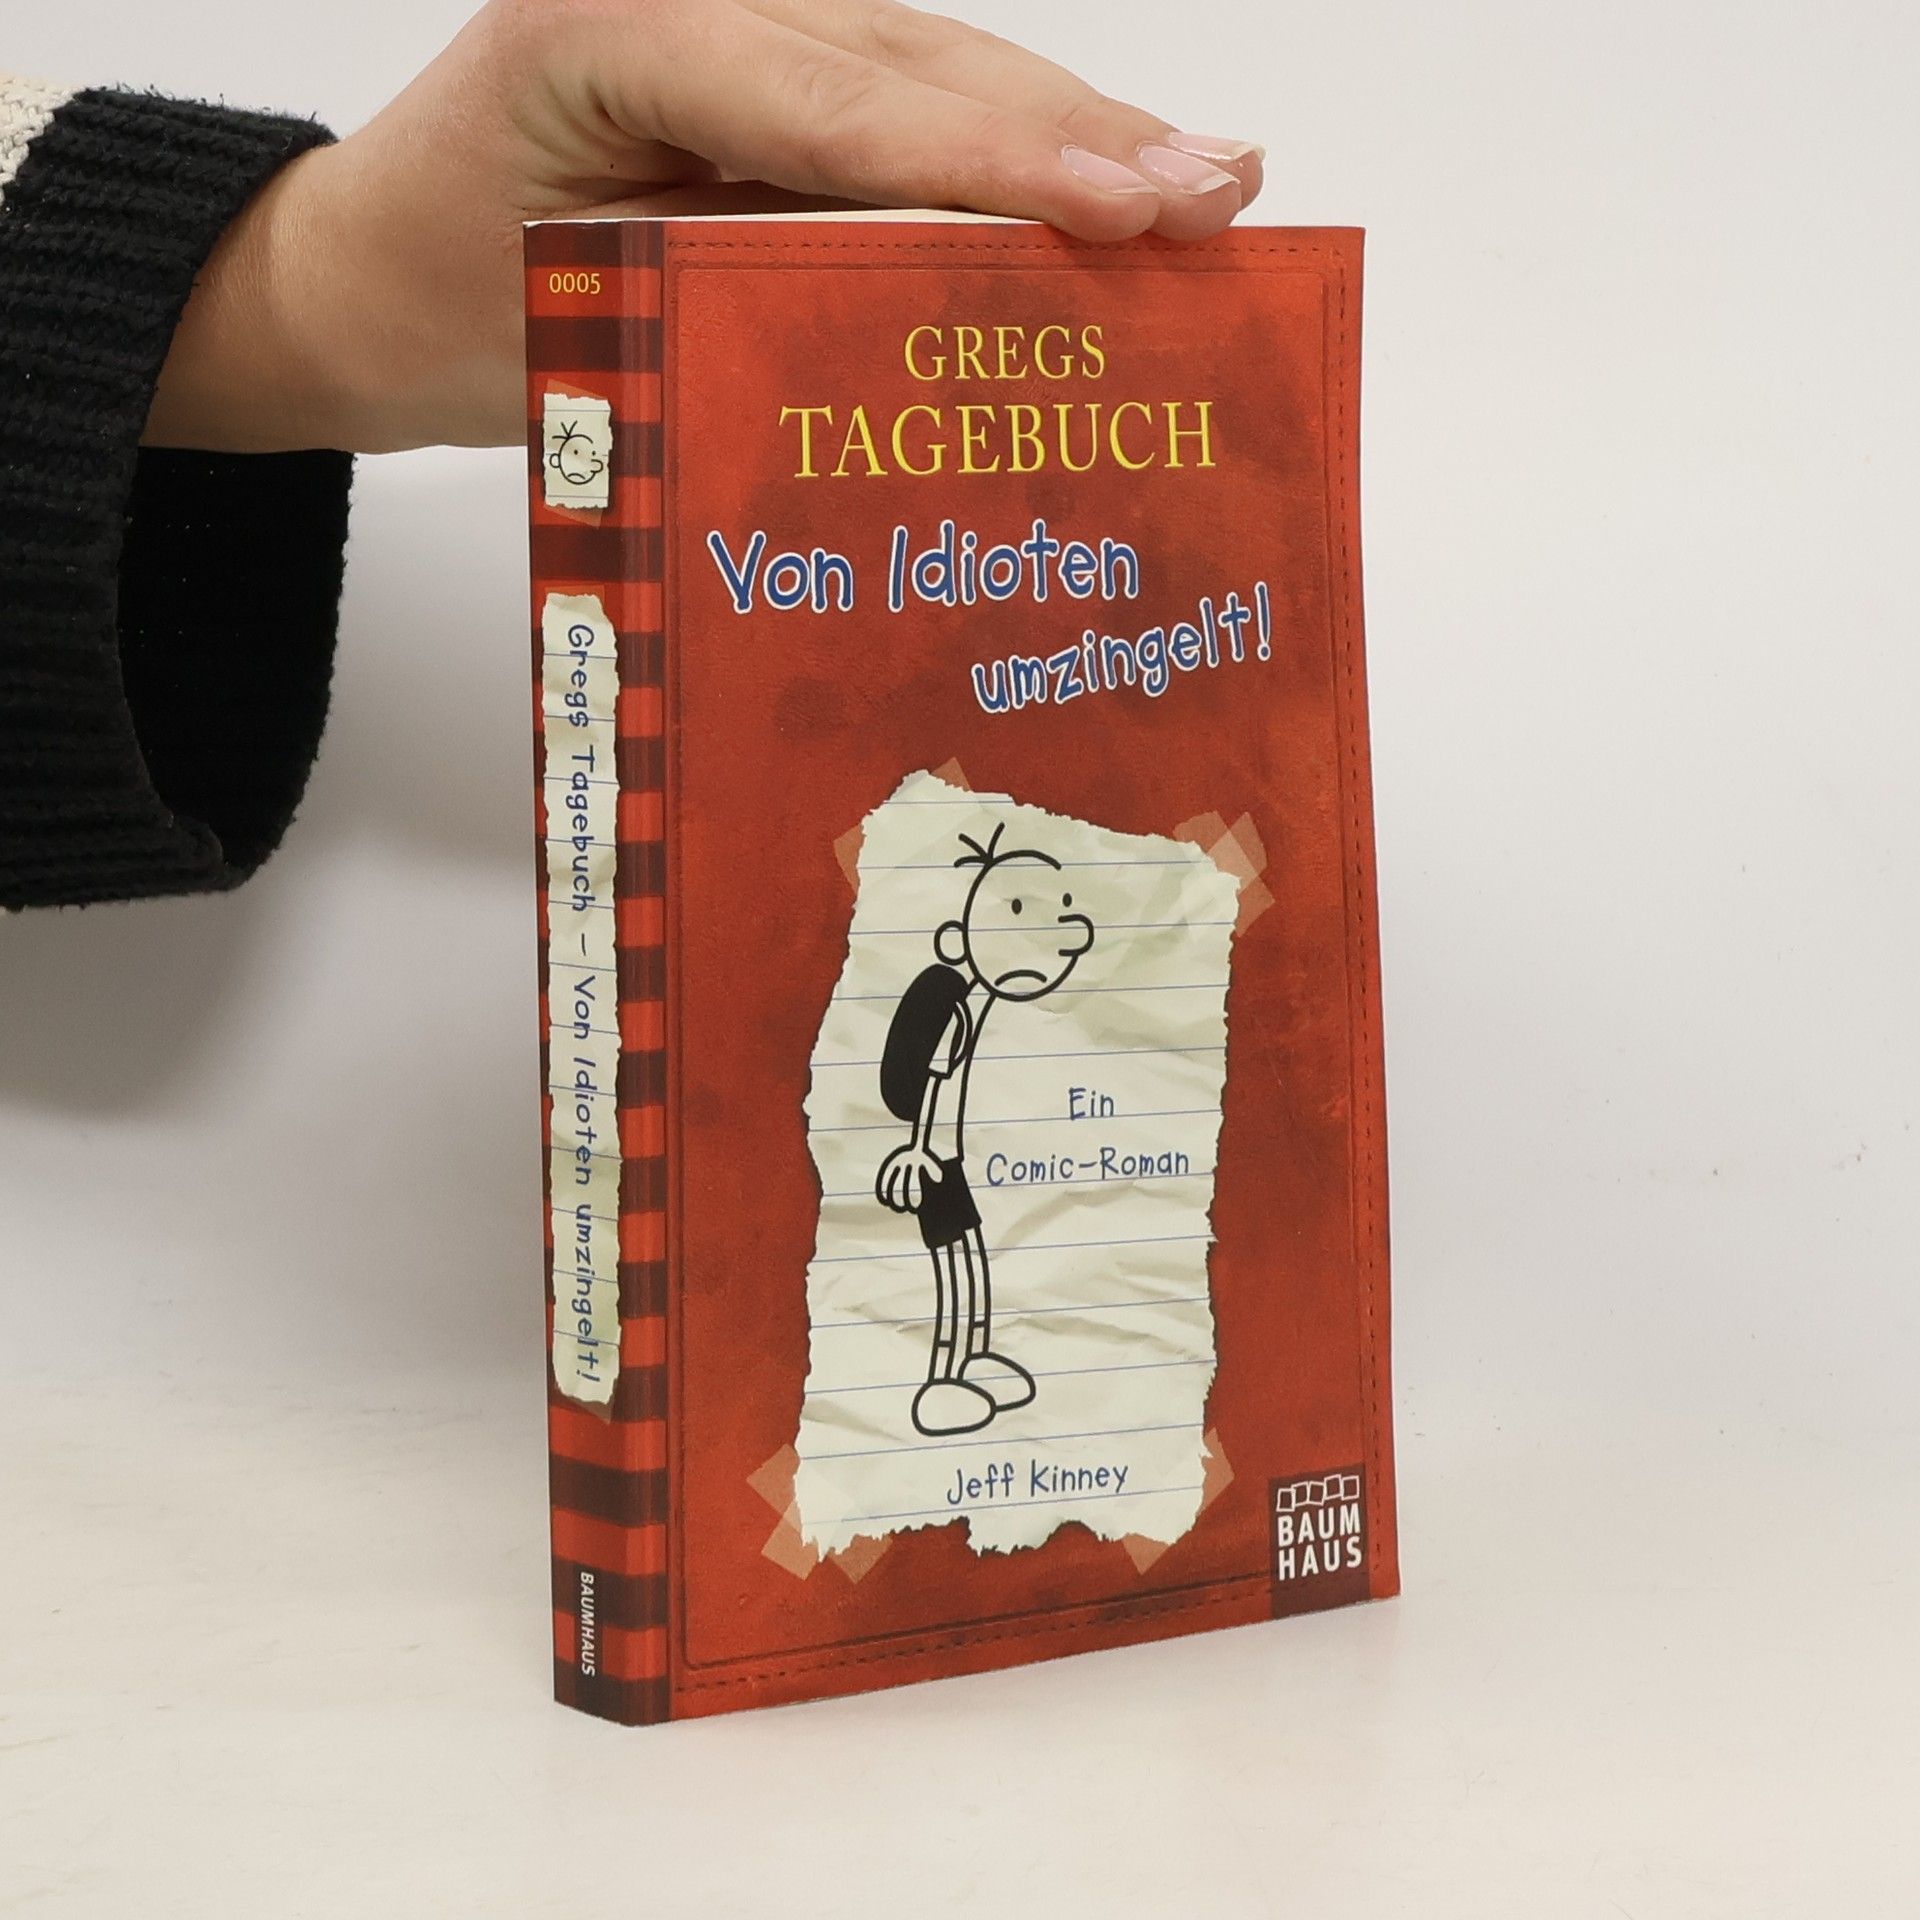 0005
Gregs Tagebuch – Von Idioten umzingelt!
BAUMHAUS
GREGS
TAGEBUCH
Von Idioten
umzingelt!
Ein
Comic-Roman
Jeff Kinney
BAUM
HAUS